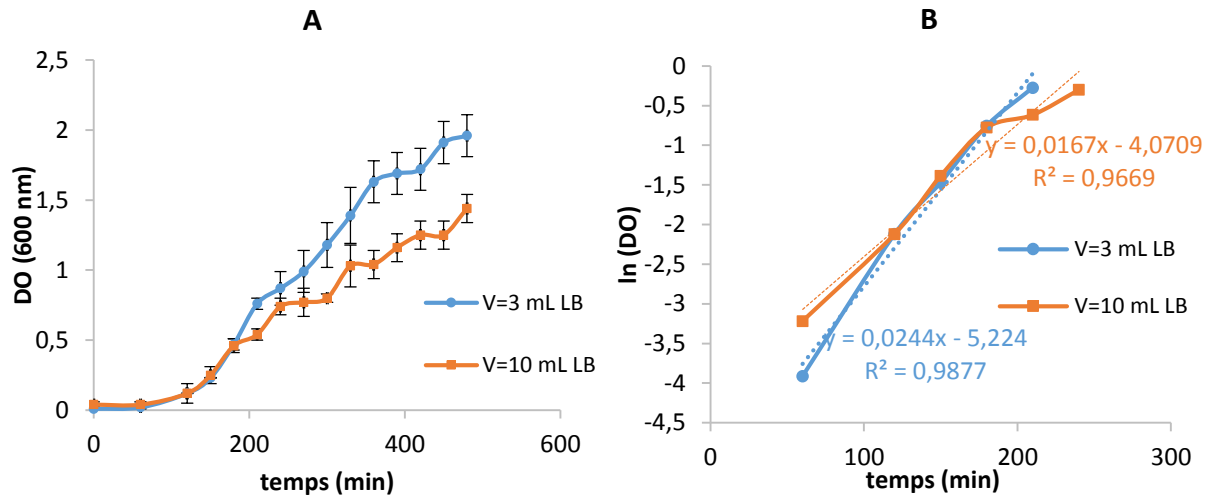 A
2,5
2
1,5
1
0,5
0
0
200
400
600
DO (600 nm)
temps (min)
V=3 mL LB
V=10 mL LB
B
0
-0,5
-1
-1,5
-2
-2,5
-3
-3,5
-4
-4,5
0
100
200
300
ln (DO)
temps (min)
y = 0,0167x - 4,0709
R² = 0,9669
V=3 mL LB
V=10 mL LB
y = 0,0244x - 5,224
R² = 0,9877